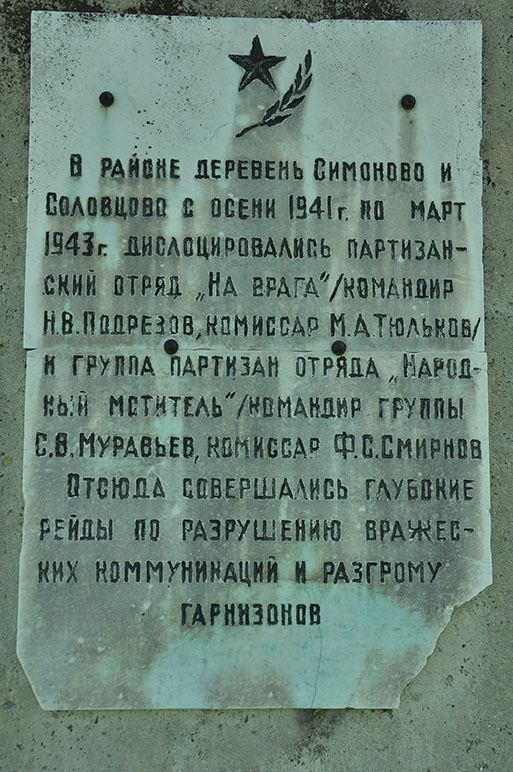 В районе деревень Симоново и
Соловцово с осени 1941г. по март
1943г. дислоцировались партизан-
ский отряд „На врага"/командир
Н.В.Подрезов, комиссар М.А.Тюльков/
и группа партизан отряда „Народ-
ный мститель"/командир группы
С.В.Муравьев, комиссар Ф.С.Смирнов
Отсюда совершались глубокие
рейды по разрушению вражес-
ких коммуникаций и разгрому
гарнизонов